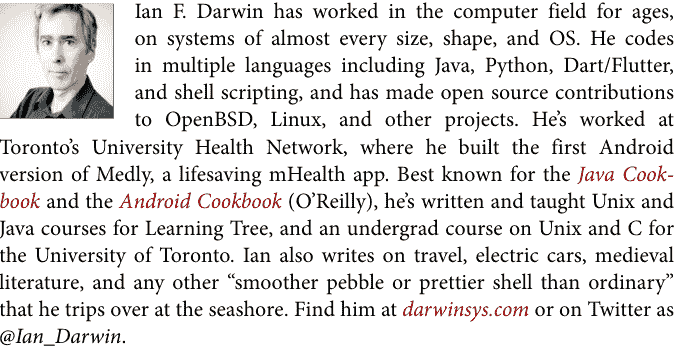 Ian F. Darwin has worked in the computer field for ages,
on systems of almost every size, shape, and OS. He codes
in multiple languages including Java, Python, Dart/Flutter,
and shell scripting, and has made open source contributions
to OpenBSD, Linux, and other projects. He’s worked at
Toronto’s University Health Network, where he built the first Android
version of Medly, a lifesaving mHealth app. Best known for the Java Cook-
book and the Android Cookbook (O’Reilly), he’s written and taught Unix and
Java courses for Learning Tree, and an undergrad course on Unix and C for
the University of Toronto. Ian also writes on travel, electric cars, medieval
literature, and any other “smoother pebble or prettier shell than ordinary”
that he trips over at the seashore. Find him at darwinsys.com or on Twitter as
@Ian_Darwin.